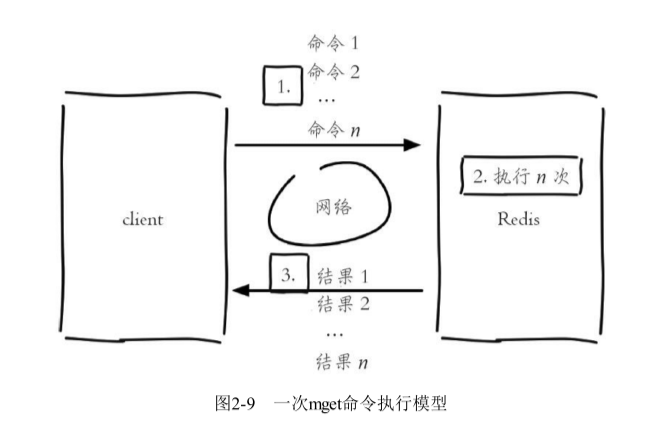 命令 1
命令 2
1.
…
命令 n
2. 执行 n 次
网络
client
Redis
3.
结果 1
结果 2
…
结果 n
图2-9 一次mget命令执行模型